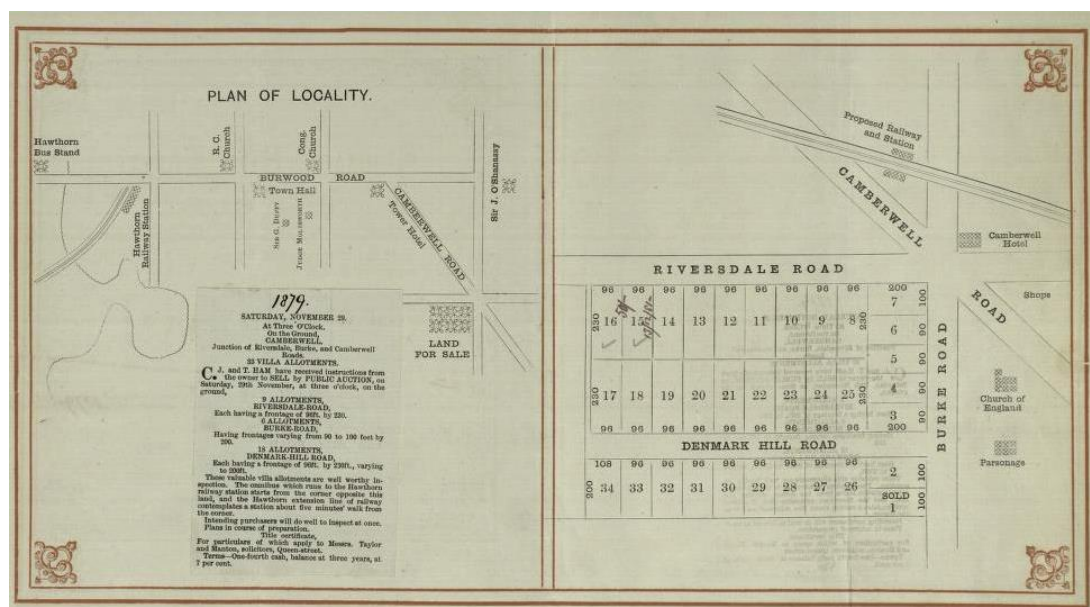 PLAN OF LOCALITY.
Hawthorn
Bus Stand
R. C.
Church
Cong.
Church
BURWOOD ROAD
Town Hall
SIR G. DUFFY
JUDGE MOLESWORTH
Hawthorn
Railway Station
CAMBERWELL ROAD
Tower Hotel
Sir J. O'Shanassy
LAND
FOR SALE
1879.
SATURDAY, NOVEMBER 29.
At Three O'Clock.
On the Ground,
CAMBERWELL,
Junction of Riversdale, Burke, and Camberwell
Roads.
33 VILLA ALLOTMENTS.
C. J. and T. HAM have received instructions from
the owner to SELL by PUBLIC AUCTION, on
Saturday, 29th November, at three o'clock, on the
ground,
9 ALLOTMENTS,
RIVERSDALE-ROAD,
Each having a frontage of 96ft. by 230.
6 ALLOTMENTS,
BURKE-ROAD,
Having frontages varying from 90 to 100 feet by
200.
18 ALLOTMENTS,
DENMARK-HILL ROAD,
Each having a frontage of 96ft. by 230ft., varying
to 200ft.
These valuable villa allotments are well worthy in-
spection. The omnibus which runs to the Hawthorn
railway station starts from the corner opposite this
land, and the Hawthorn extension line of railway
contemplates a station about five minutes' walk from
the corner.
Intending purchasers will do well to inspect at once.
Plans in course of preparation.
Title certificate,
For particulars of which apply to Messrs. Taylor
and Manton, solicitors, Queen-street.
Terms—One-fourth cash, balance at three years, at
7 per cent.
Proposed Railway
and Station
CAMBERWELL
ROAD
Camberwell
Hotel
Shops
Church of
England
Parsonage
RIVERSDALE ROAD
BURKE ROAD
96 96 96 96 96 96 96 96 96 200
7 100
230 16 15 14 13 12 11 10 9 8 230
6 90
5 90
4 90
230 17 18 19 20 21 22 23 24 25 230
3 90
96 96 96 96 96 96 96 96 96 200
DENMARK HILL ROAD
108 96 96 96 96 96 96 96 96
2 100
200 34 33 32 31 30 29 28 27 26
SOLD
1 100